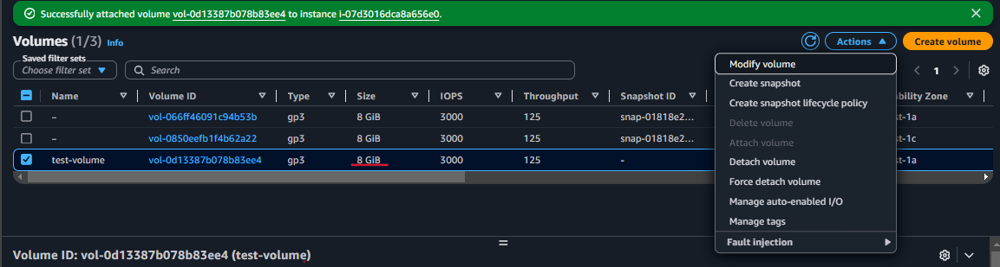 Successfully attached volume vol-0d13387b078b83ee4 to instance i-07d3016dca8a656e0.
Volumes (1/3) Info
Actions
Create volume
Saved filter sets
Choose filter set
Search
1
Name Volume ID Type Size IOPS Throughput Snapshot ID bility Zone
– vol-066ff46091c94b53b gp3 8 GiB 3000 125 snap-01818e2... st-1a
– vol-0850eefb1f4b62a22 gp3 8 GiB 3000 125 snap-01818e2... st-1c
test-volume vol-0d13387b078b83ee4 gp3 8 GiB 3000 125 - st-1a
Modify volume
Create snapshot
Create snapshot lifecycle policy
Delete volume
Attach volume
Detach volume
Force detach volume
Manage auto-enabled I/O
Manage tags
Fault injection
Volume ID: vol-0d13387b078b83ee4 (test-volume)